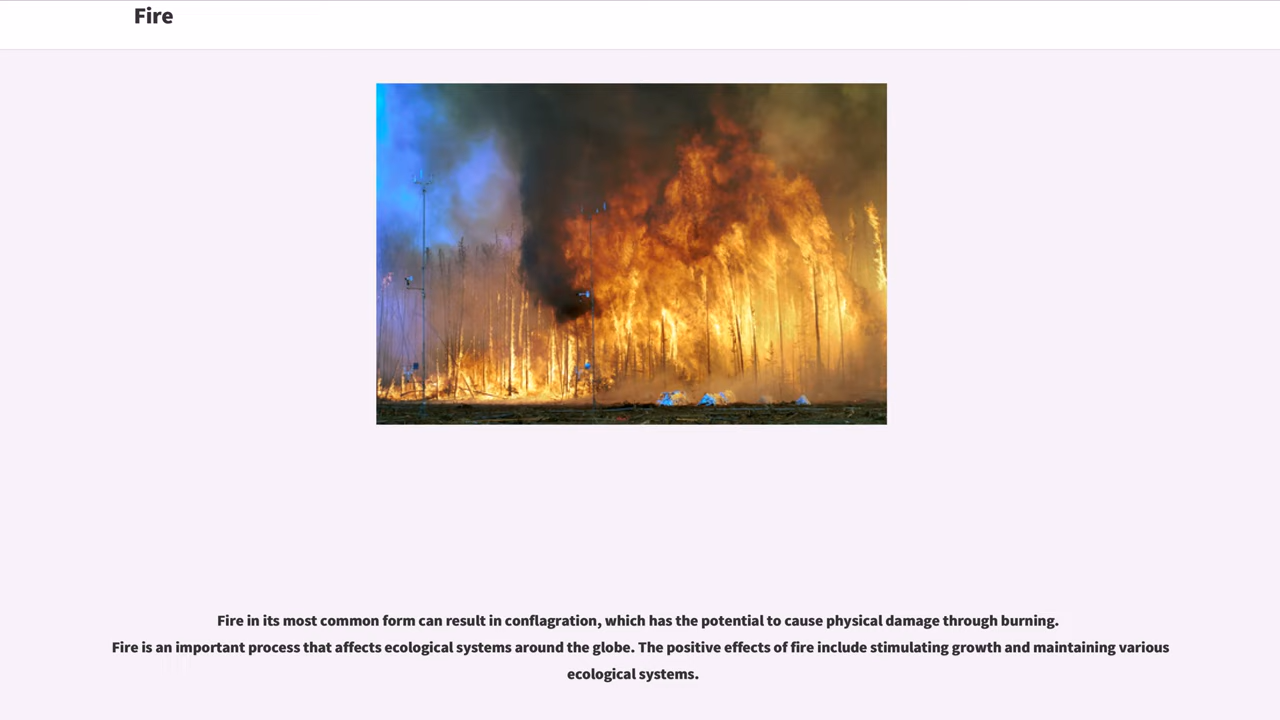 Fire
Fire in its most common form can result in conflagration, which has the potential to cause physical damage through burning.
Fire is an important process that affects ecological systems around the globe. The positive effects of fire include stimulating growth and maintaining various
ecological systems.